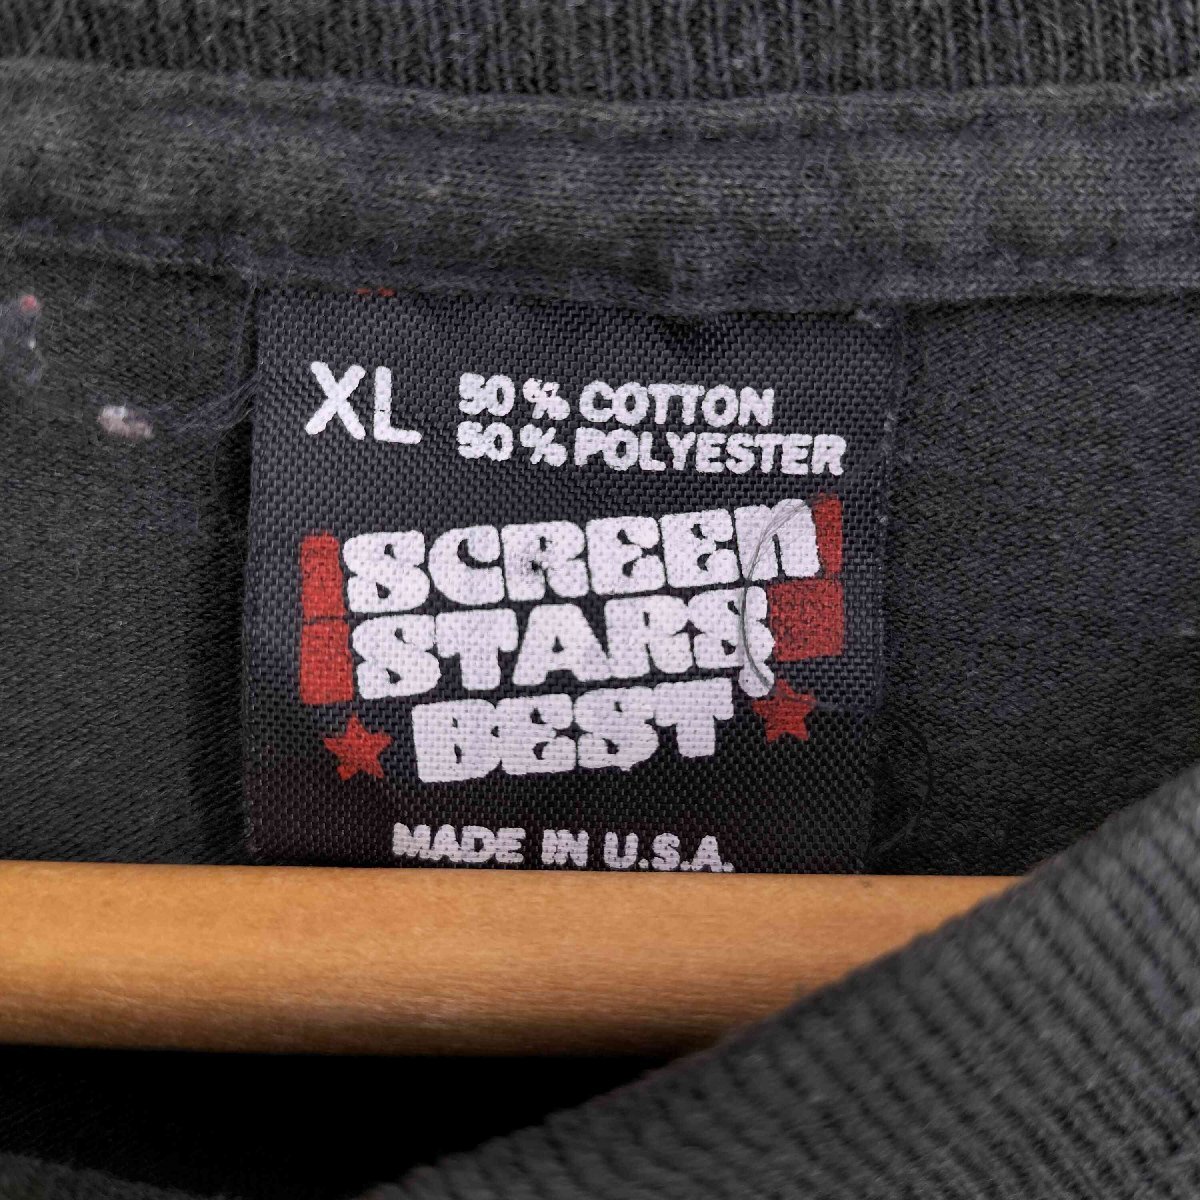 XL
50% COTTON
50% POLYESTER
SCREEN
STARS
BEST
MADE IN U.S.A.